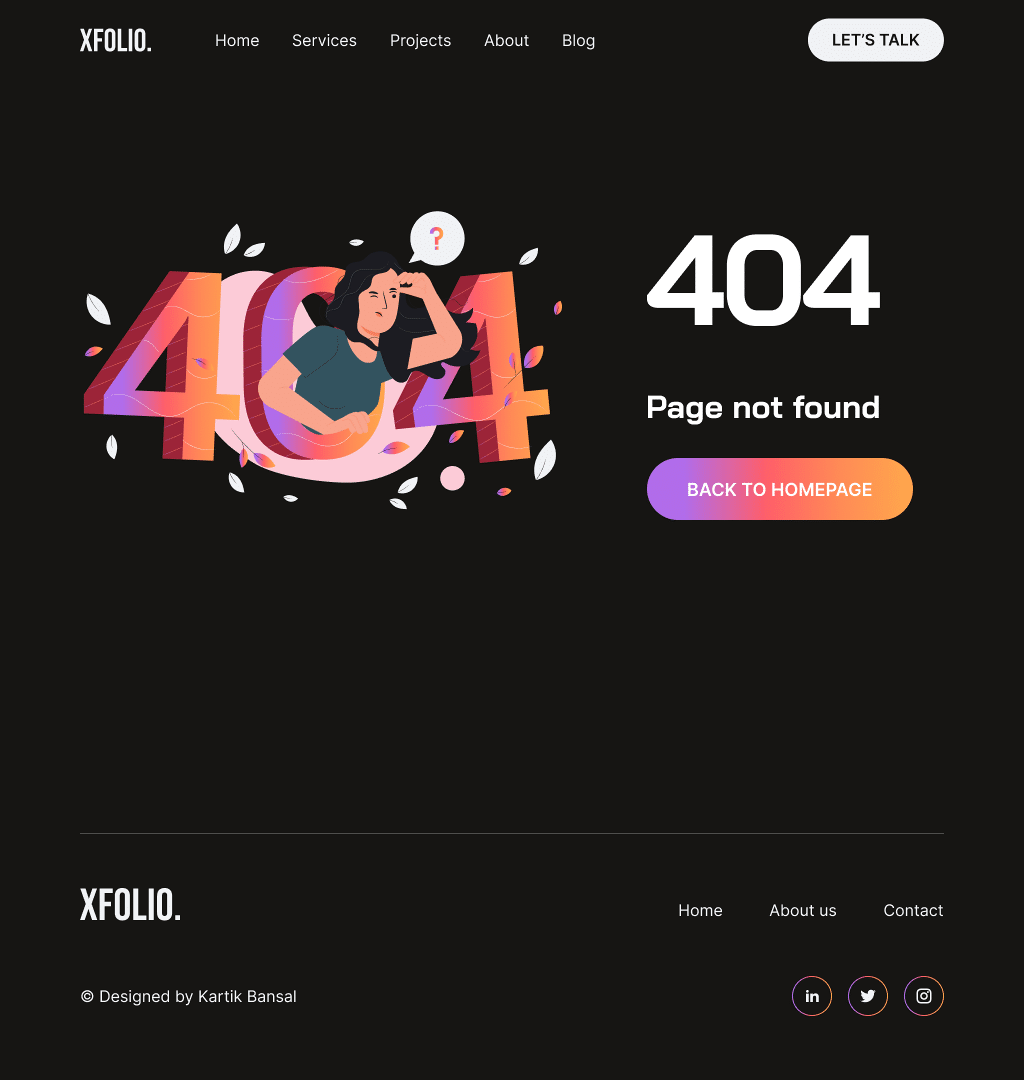 XFOLIO.
Home Services Projects About Blog
LET’S TALK
?
404
404
Page not found
BACK TO HOMEPAGE
XFOLIO.
Home About us Contact
© Designed by Kartik Bansal
in